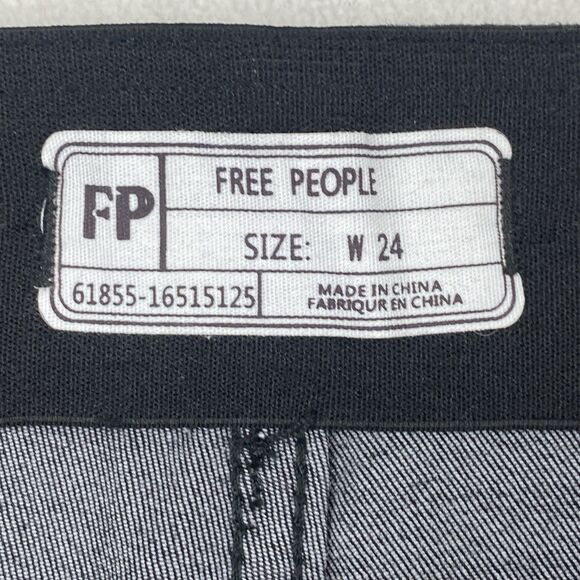 FP
FREE PEOPLE
SIZE: W 24
61855-16515125
MADE IN CHINA
FABRIQUR EN CHINA